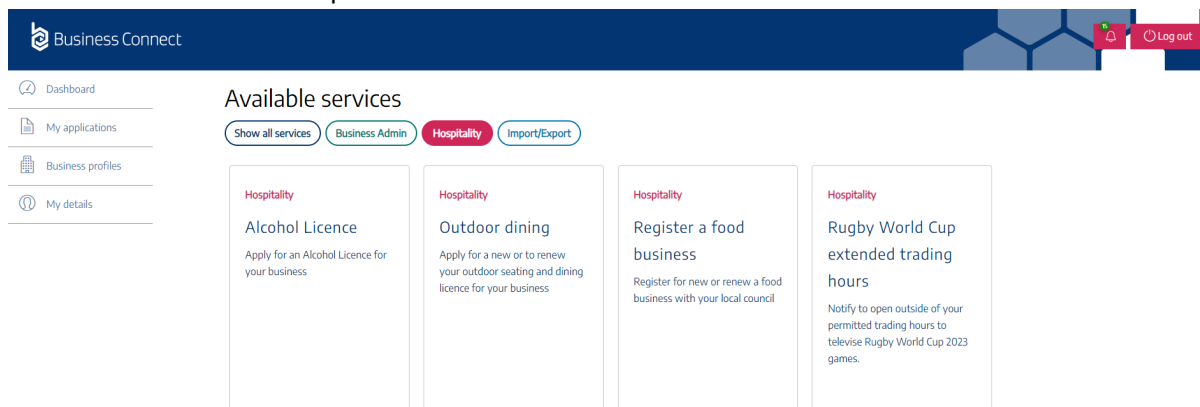 Business Connect
15
Log out
Dashboard
My applications
Business profiles
My details
Available services
Show all services
Business Admin
Hospitality
Import/Export
Hospitality
Alcohol Licence
Apply for an Alcohol Licence for
your business
Hospitality
Outdoor dining
Apply for a new or to renew
your outdoor seating and dining
licence for your business
Hospitality
Register a food
business
Register for new or renew a food
business with your local council
Hospitality
Rugby World Cup
extended trading
hours
Notify to open outside of your
permitted trading hours to
televise Rugby World Cup 2023
games.